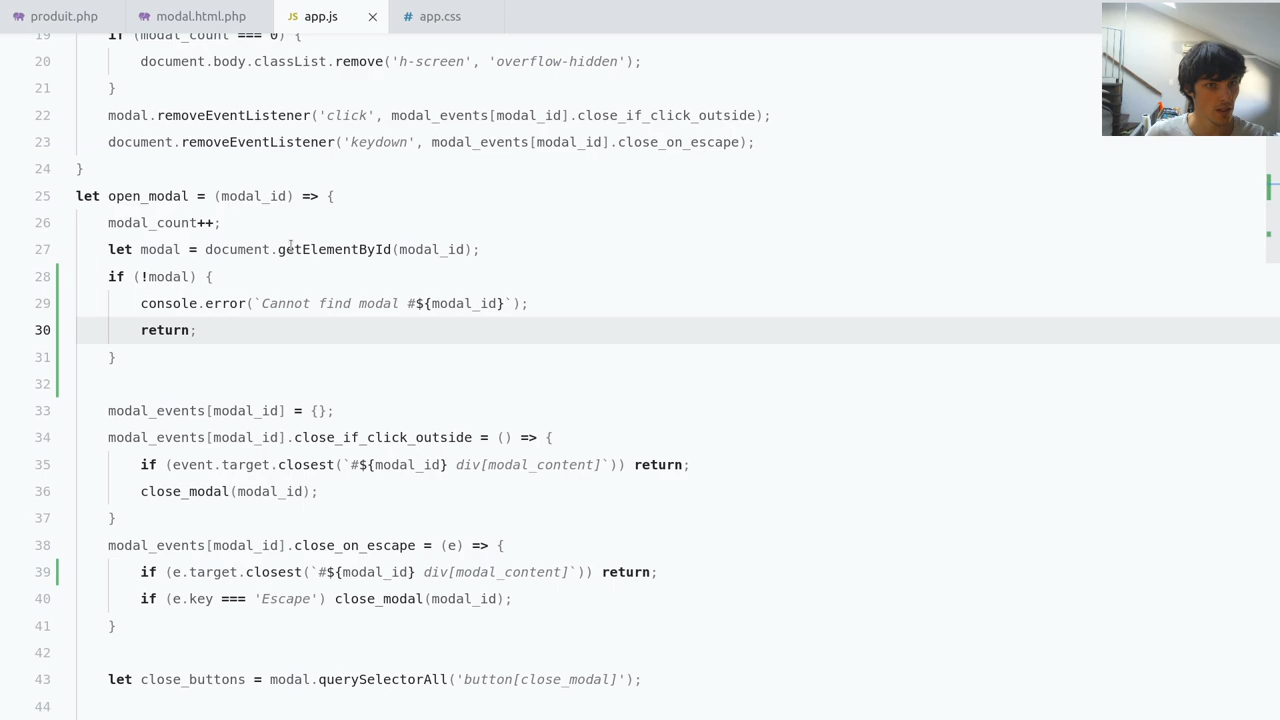 produit.php modal.html.php JS app.js # app.css
19 if (modal_count === 0) {
20 document.body.classList.remove('h-screen', 'overflow-hidden');
21 }
22 modal.removeEventListener('click', modal_events[modal_id].close_if_click_outside);
23 document.removeEventListener('keydown', modal_events[modal_id].close_on_escape);
24 }
25 let open_modal = (modal_id) => {
26 modal_count++;
27 let modal = document.getElementById(modal_id);
28 if (!modal) {
29 console.error(`Cannot find modal #${modal_id}`);
30 return;
31 }
32
33 modal_events[modal_id] = {};
34 modal_events[modal_id].close_if_click_outside = () => {
35 if (event.target.closest(`#${modal_id} div[modal_content]`)) return;
36 close_modal(modal_id);
37 }
38 modal_events[modal_id].close_on_escape = (e) => {
39 if (e.target.closest(`#${modal_id} div[modal_content]`)) return;
40 if (e.key === 'Escape') close_modal(modal_id);
41 }
42
43 let close_buttons = modal.querySelectorAll('button[close_modal]');
44